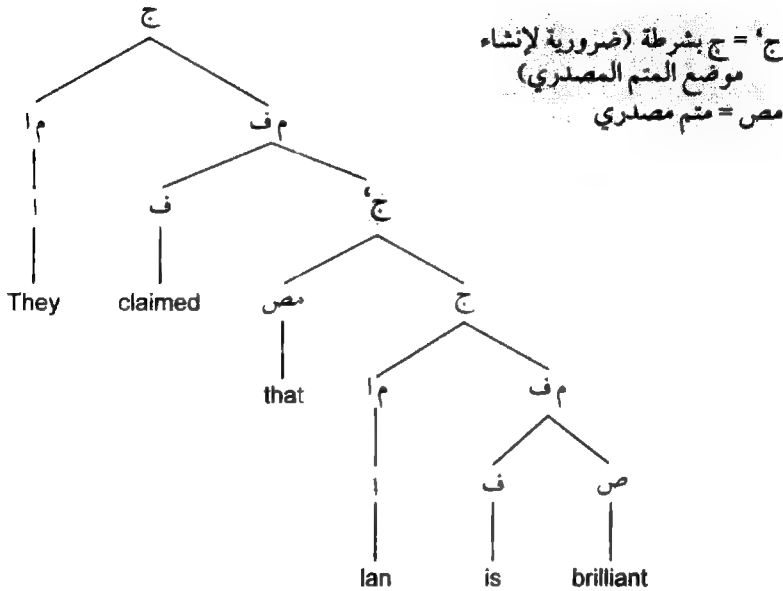 ج
ج‘ = ج بشرطة (ضرورية لإنشاء
موضع المتم المصدري)
مص = متم مصدري
م ا م ف
ا ف ج‘
They claimed مص ج
that م ا م ف
ا ف ص
Ian is brilliant